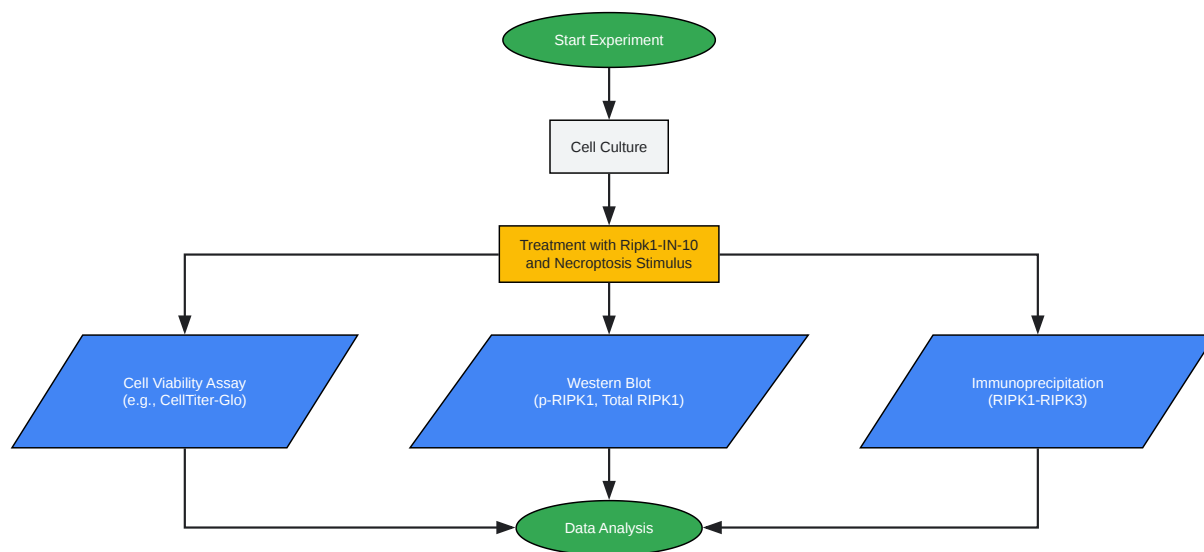 Start Experiment
Cell Culture
Treatment with Ripk1-IN-10
and Necroptosis Stimulus
Cell Viability Assay
(e.g., CellTiter-Glo)
Western Blot
(p-RIPK1, Total RIPK1)
Immunoprecipitation
(RIPK1-RIPK3)
Data Analysis